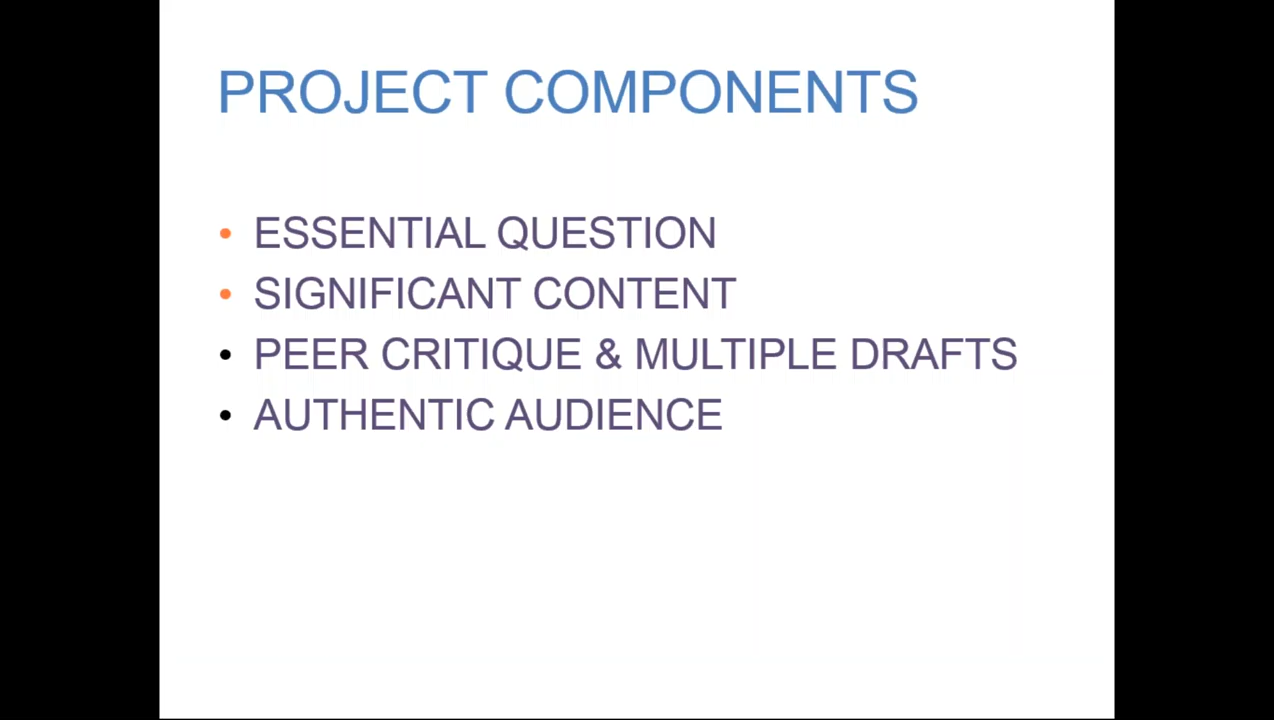 PROJECT COMPONENTS
• ESSENTIAL QUESTION
• SIGNIFICANT CONTENT
• PEER CRITIQUE & MULTIPLE DRAFTS
• AUTHENTIC AUDIENCE